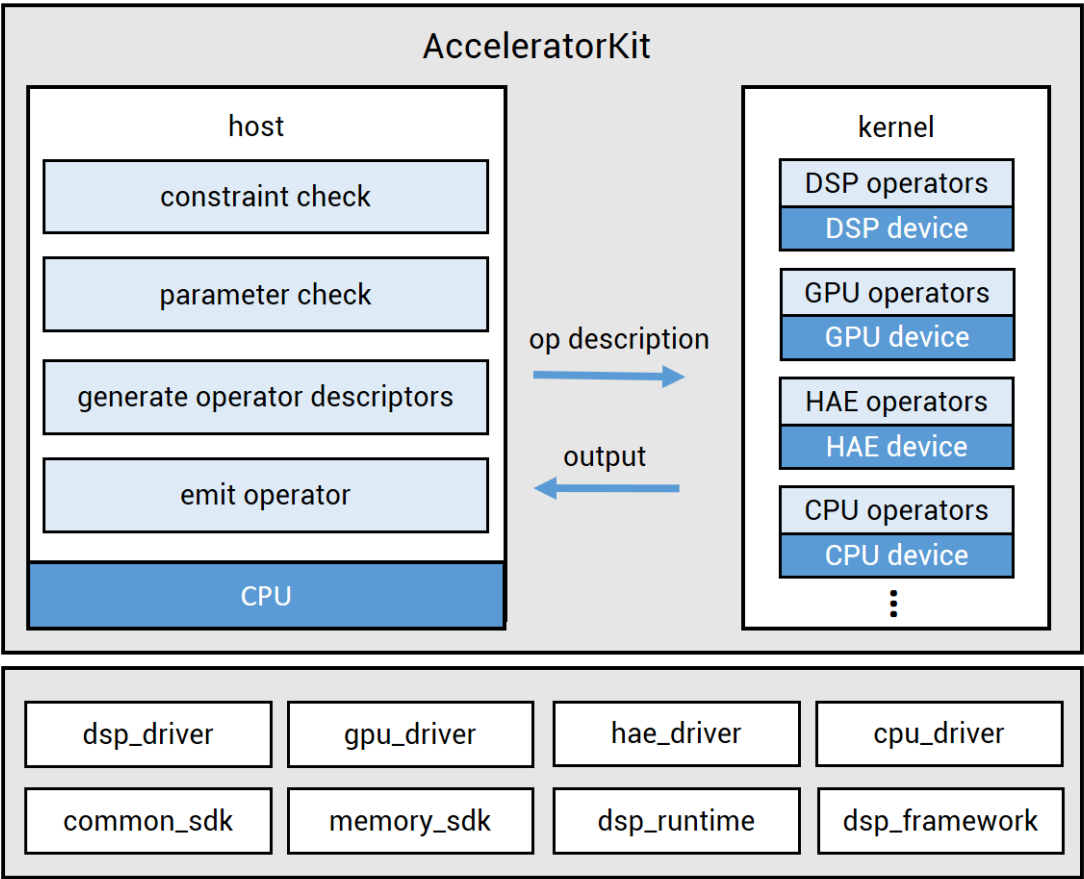 AcceleratorKit
host
constraint check
parameter check
generate operator descriptors
emit operator
CPU
op description
output
kernel
DSP operators
DSP device
GPU operators
GPU device
HAE operators
HAE device
CPU operators
CPU device
dsp_driver
gpu_driver
hae_driver
cpu_driver
common_sdk
memory_sdk
dsp_runtime
dsp_framework